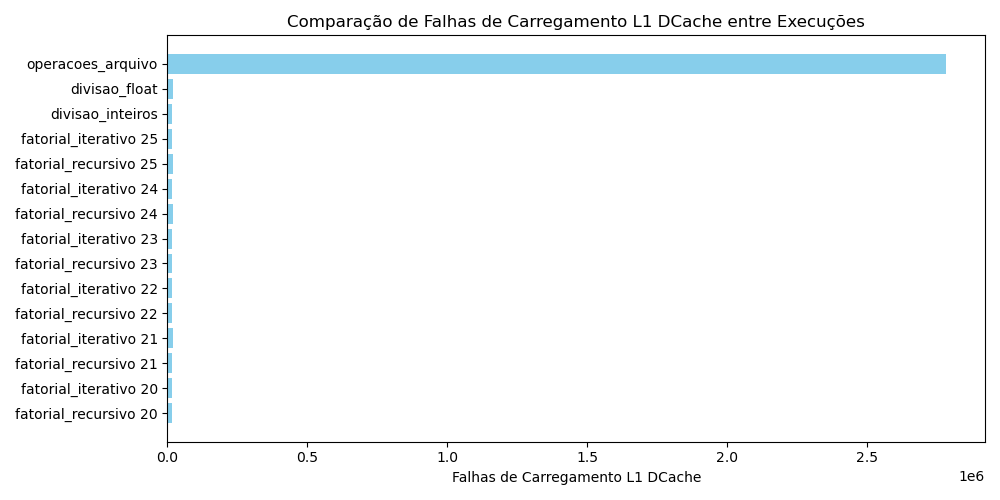 Comparação de Falhas de Carregamento L1 DCache entre Execuções
operacoes_arquivo
divisao_float
divisao_inteiros
fatorial_iterativo 25
fatorial_recursivo 25
fatorial_iterativo 24
fatorial_recursivo 24
fatorial_iterativo 23
fatorial_recursivo 23
fatorial_iterativo 22
fatorial_recursivo 22
fatorial_iterativo 21
fatorial_recursivo 21
fatorial_iterativo 20
fatorial_recursivo 20
0.0 0.5 1.0 1.5 2.0 2.5
1e6
Falhas de Carregamento L1 DCache